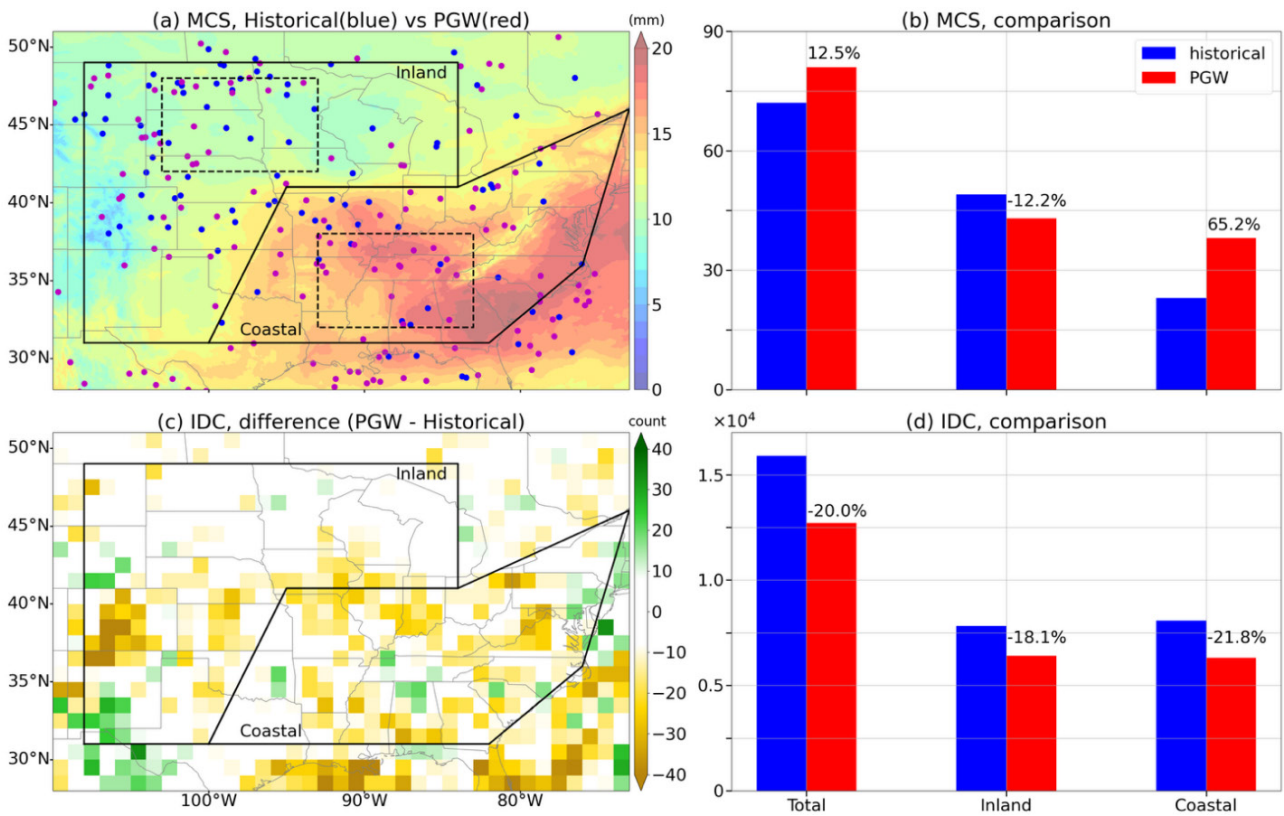 (a) MCS, Historical(blue) vs PGW(red)
(mm)
50°N
45°N
40°N
35°N
30°N
Inland
Coastal
20
15
10
5
0
(b) MCS, comparison
90
60
30
0
12.5%
-12.2%
65.2%
historical
PGW
(c) IDC, difference (PGW - Historical)
count
50°N
45°N
40°N
35°N
30°N
Inland
Coastal
100°W
90°W
80°W
40
30
20
10
0
−10
−20
−30
−40
(d) IDC, comparison
×10⁴
1.5
1.0
0.5
0
-20.0%
-18.1%
-21.8%
Total
Inland
Coastal